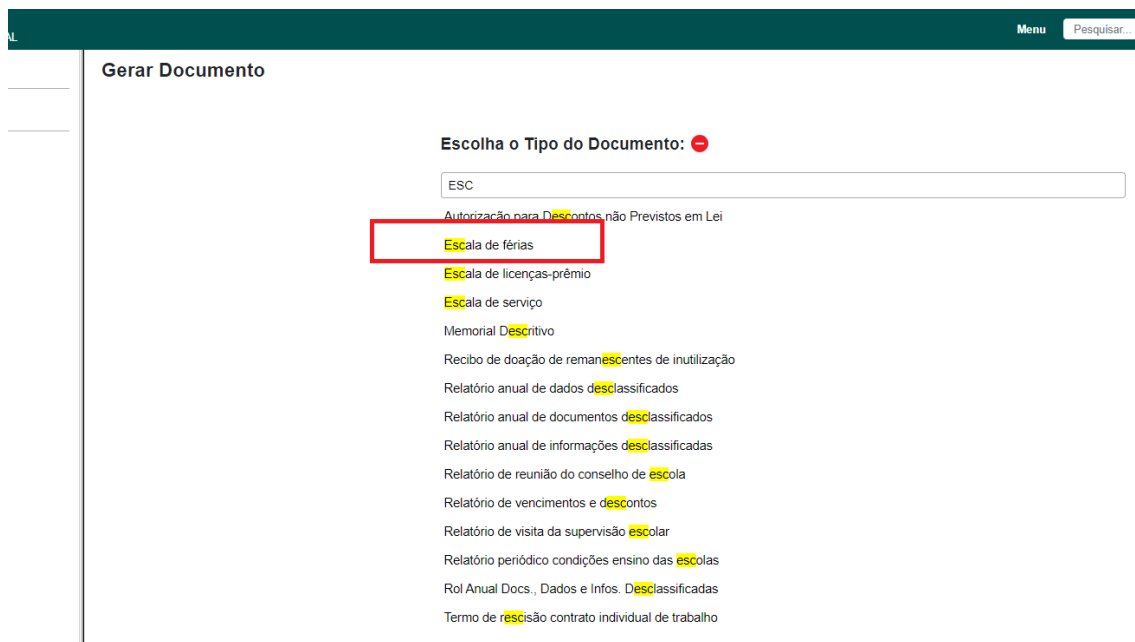 AL
Menu Pesquisar...
Gerar Documento
Escolha o Tipo do Documento:
ESC
Autorização para Descontos não Previstos em Lei
Escala de férias
Escala de licenças-prêmio
Escala de serviço
Memorial Descritivo
Recibo de doação de remanescentes de inutilização
Relatório anual de dados desclassificados
Relatório anual de documentos desclassificados
Relatório anual de informações desclassificadas
Relatório de reunião do conselho de escola
Relatório de vencimentos e descontos
Relatório de visita da supervisão escolar
Relatório periódico condições ensino das escolas
Rol Anual Docs., Dados e Infos. Desclassificadas
Termo de rescisão contrato individual de trabalho